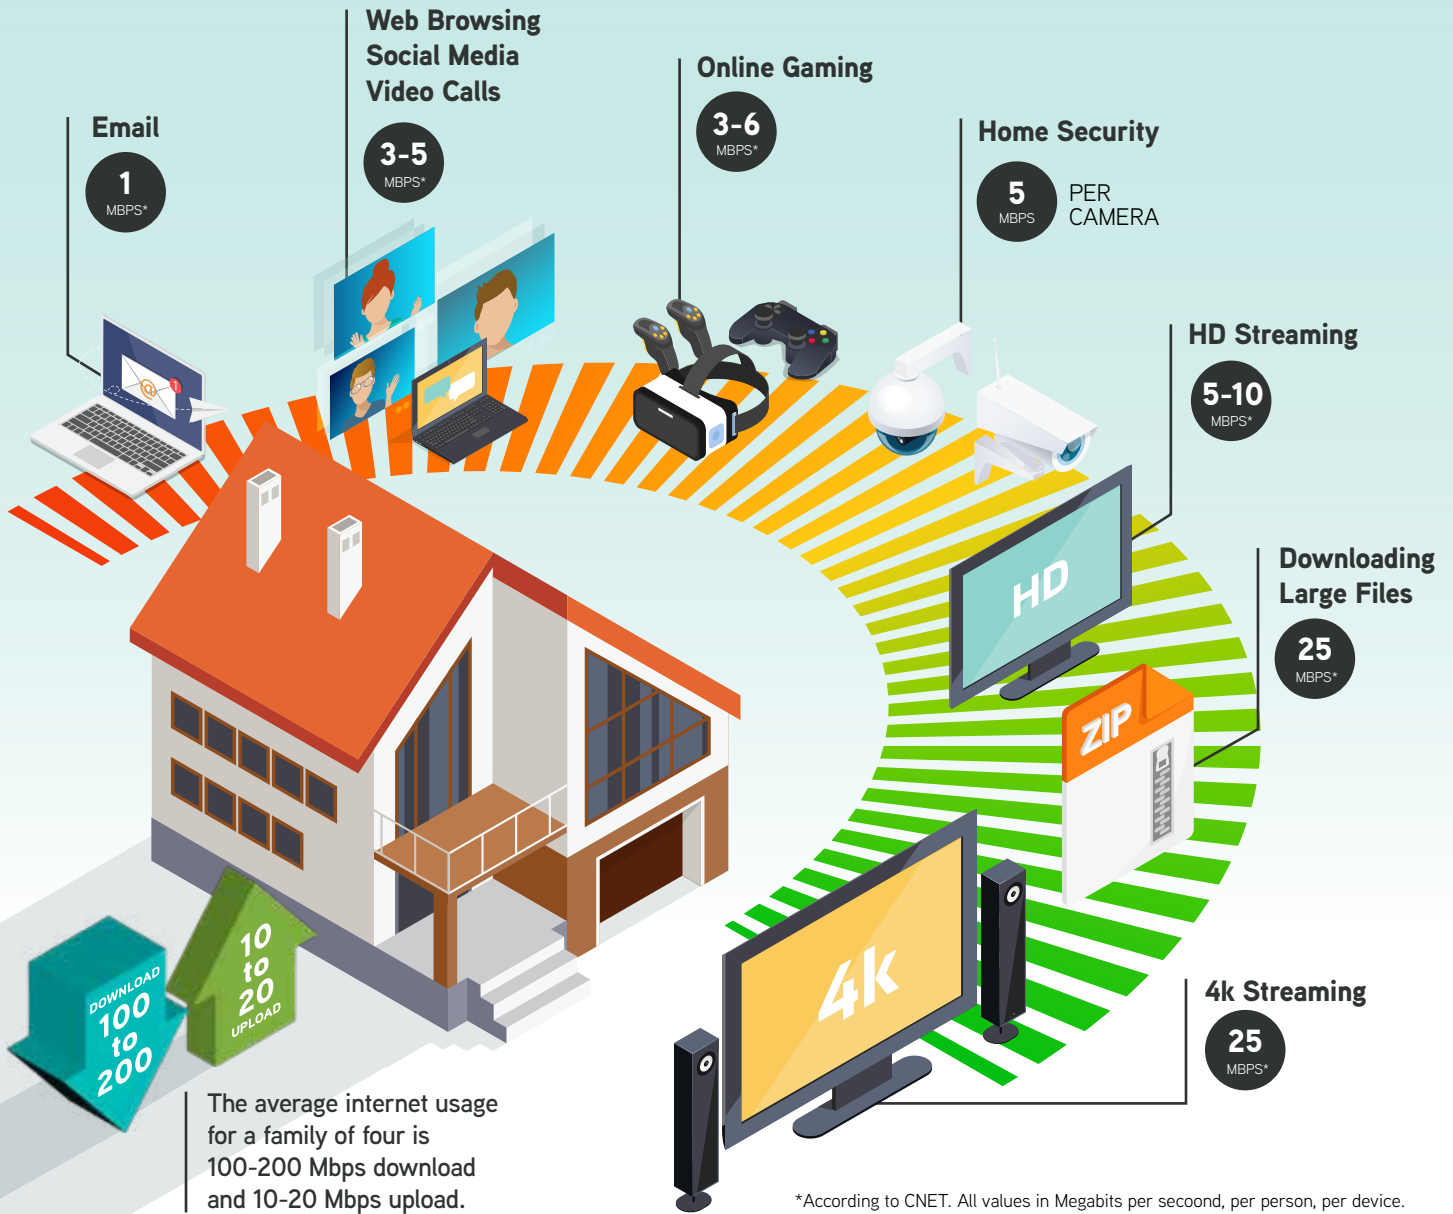 Web Browsing
Social Media
Video Calls
3-5
MBPS*
Online Gaming
3-6
MBPS*
Email
1
MBPS*
Home Security
5
MBPS
PER
CAMERA
HD Streaming
5-10
MBPS*
@
1
HD
Downloading
Large Files
25
MBPS*
ZIP
4k
4k Streaming
25
MBPS*
DOWNLOAD
100
to
200
10
to
20
UPLOAD
The average internet usage
for a family of four is
100-200 Mbps download
and 10-20 Mbps upload.
*According to CNET. All values in Megabits per secoond, per person, per device.